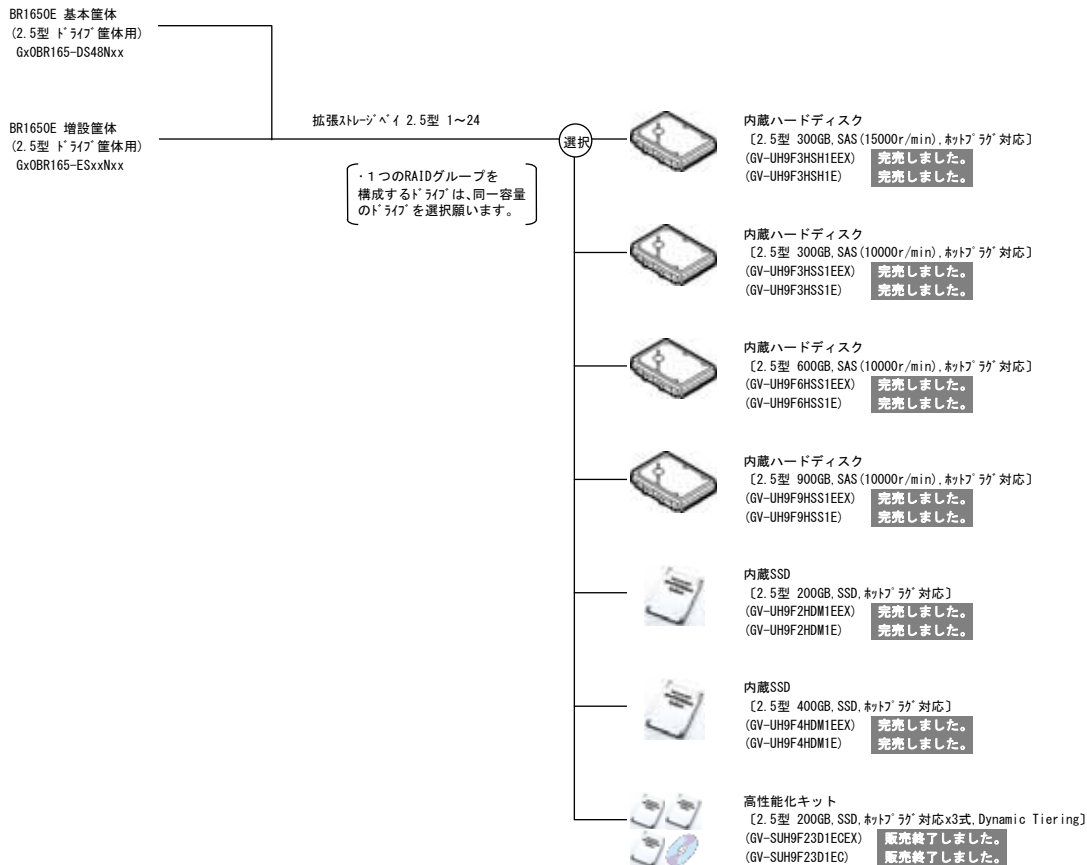 BR1650E 基本筐体
(2.5型 ﾄﾞﾗｲﾌﾞ筐体用)
GxOBR165-DS48Nxx
BR1650E 増設筐体
(2.5型 ﾄﾞﾗｲﾌﾞ筐体用)
GxOBR165-ESxxNxx
拡張ｽﾄﾚｰｼﾞﾍﾞｲ 2.5型 1～24
・１つのRAIDグループを
構成するﾄﾞﾗｲﾌﾞは、同一容量
のﾄﾞﾗｲﾌﾞを選択願います。
選択
内蔵ハードディスク
〔2.5型 300GB,SAS(15000r/min),ﾎｯﾄﾌﾟﾗｸﾞ対応〕
(GV-UH9F3HSH1EEX) 完売しました。
(GV-UH9F3HSH1E) 完売しました。
内蔵ハードディスク
〔2.5型 300GB,SAS(10000r/min),ﾎｯﾄﾌﾟﾗｸﾞ対応〕
(GV-UH9F3HSS1EEX) 完売しました。
(GV-UH9F3HSS1E) 完売しました。
内蔵ハードディスク
〔2.5型 600GB,SAS(10000r/min),ﾎｯﾄﾌﾟﾗｸﾞ対応〕
(GV-UH9F6HSS1EEX) 完売しました。
(GV-UH9F6HSS1E) 完売しました。
内蔵ハードディスク
〔2.5型 900GB,SAS(10000r/min),ﾎｯﾄﾌﾟﾗｸﾞ対応〕
(GV-UH9F9HSS1EEX) 完売しました。
(GV-UH9F9HSS1E) 完売しました。
内蔵SSD
〔2.5型 200GB,SSD,ﾎｯﾄﾌﾟﾗｸﾞ対応〕
(GV-UH9F2HDM1EEX) 完売しました。
(GV-UH9F2HDM1E) 完売しました。
内蔵SSD
〔2.5型 400GB,SSD,ﾎｯﾄﾌﾟﾗｸﾞ対応〕
(GV-UH9F4HDM1EEX) 完売しました。
(GV-UH9F4HDM1E) 完売しました。
高性能化キット
〔2.5型 200GB,SSD,ﾎｯﾄﾌﾟﾗｸﾞ対応x3式,Dynamic Tiering〕
(GV-SUH9F23D1ECEX) 販売終了しました。
(GV-SUH9F23D1EC) 販売終了しました。